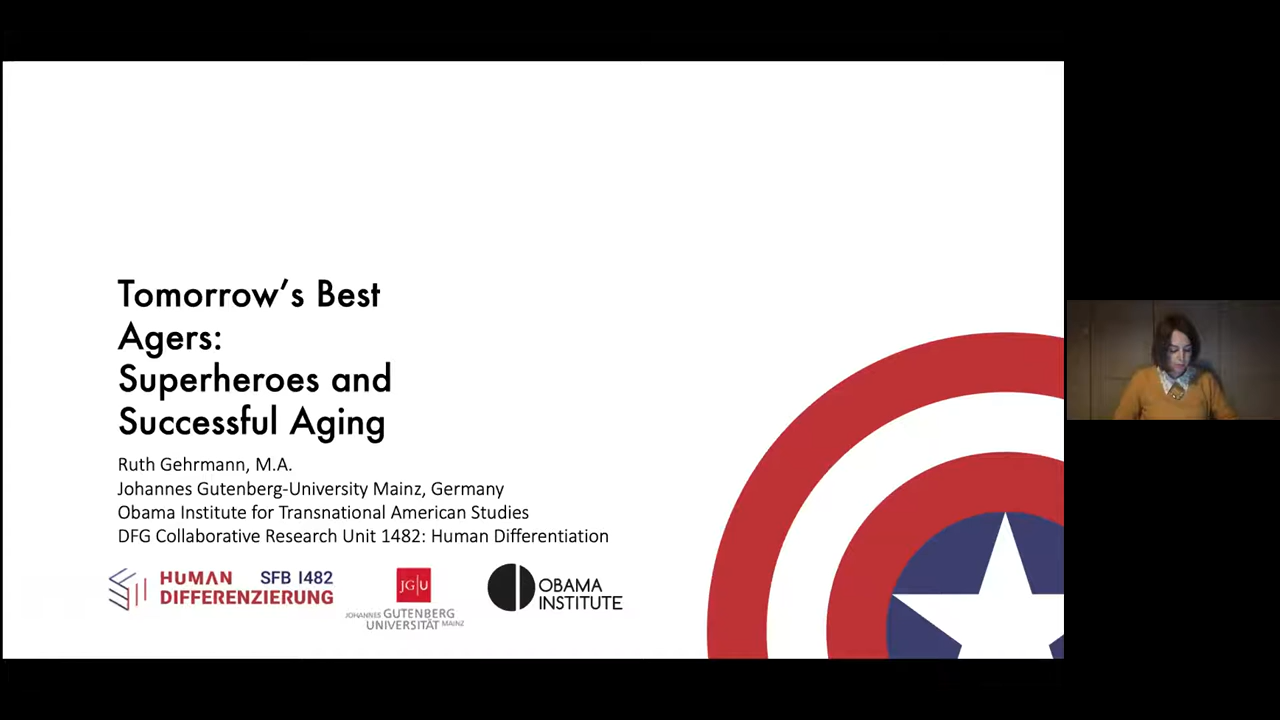 Tomorrow's Best
Agers:
Superheroes and
Successful Aging
Ruth Gehrmann, M.A.
Johannes Gutenberg-University Mainz, Germany
Obama Institute for Transnational American Studies
DFG Collaborative Research Unit 1482: Human Differentiation
HUMAN SFB 1482
DIFFERENZIERUNG
JG|U
JOHANNES GUTENBERG
UNIVERSITÄT MAINZ
OBAMA
INSTITUTE